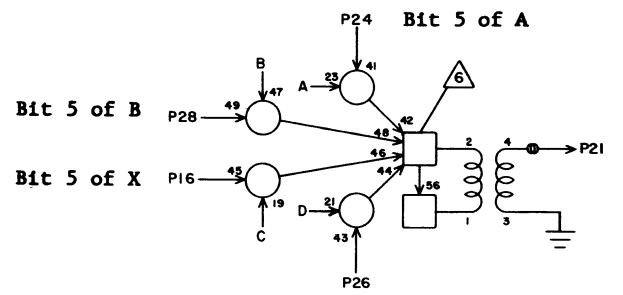 P24 Bit 5 of A
B A 23 41 6
Bit 5 of B P28 49 47 42
48 2 4 P21
46
Bit 5 of X P16 45 44 56
19 D 21 1 3
C 43
P26